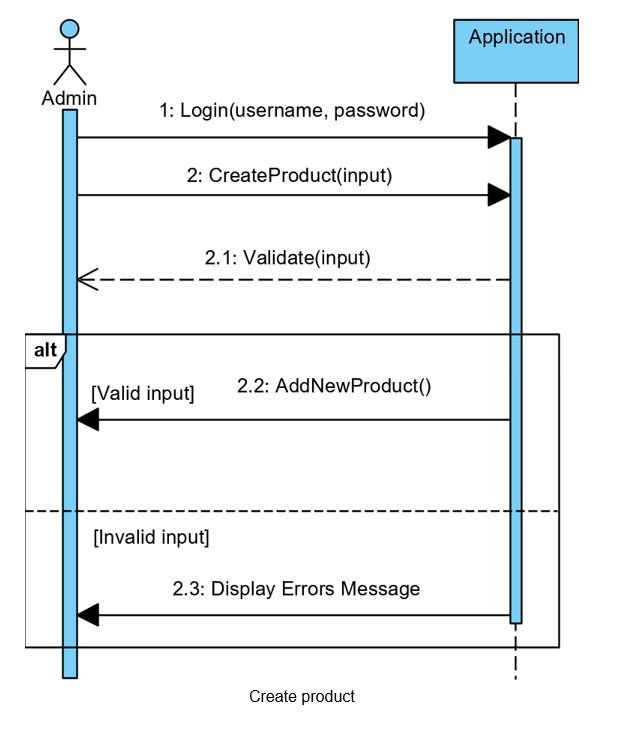 Application
Admin
1: Login(username, password)
2: CreateProduct(input)
2.1: Validate(input)
alt
[Valid input]
2.2: AddNewProduct()
[Invalid input]
2.3: Display Errors Message
Create product